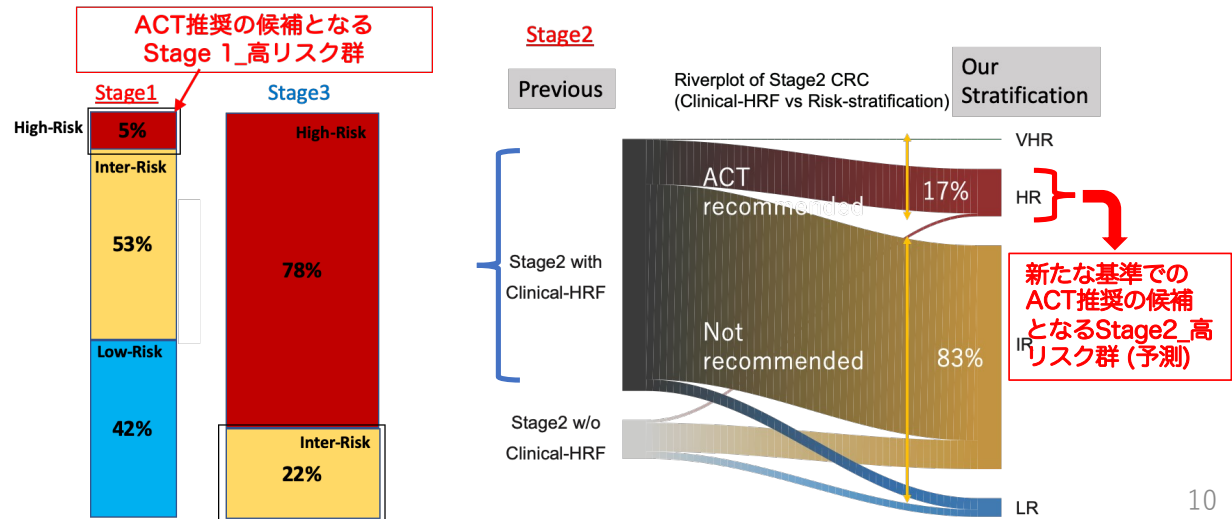 ACT推奨の候補となる
Stage 1_高リスク群
Stage1
Stage3
High-Risk
5%
Inter-Risk
53%
Low-Risk
42%
High-Risk
78%
Inter-Risk
22%
Stage2
Previous
Riverplot of Stage2 CRC
(Clinical-HRF vs Risk-stratification)
Our
Stratification
Stage2 with
Clinical-HRF
Stage2 w/o
Clinical-HRF
ACT
recommended
17%
Not
recommended
83%
VHR
HR
IR
LR
新たな基準での
ACT推奨の候補
となるStage2_高
リスク群 (予測)
10